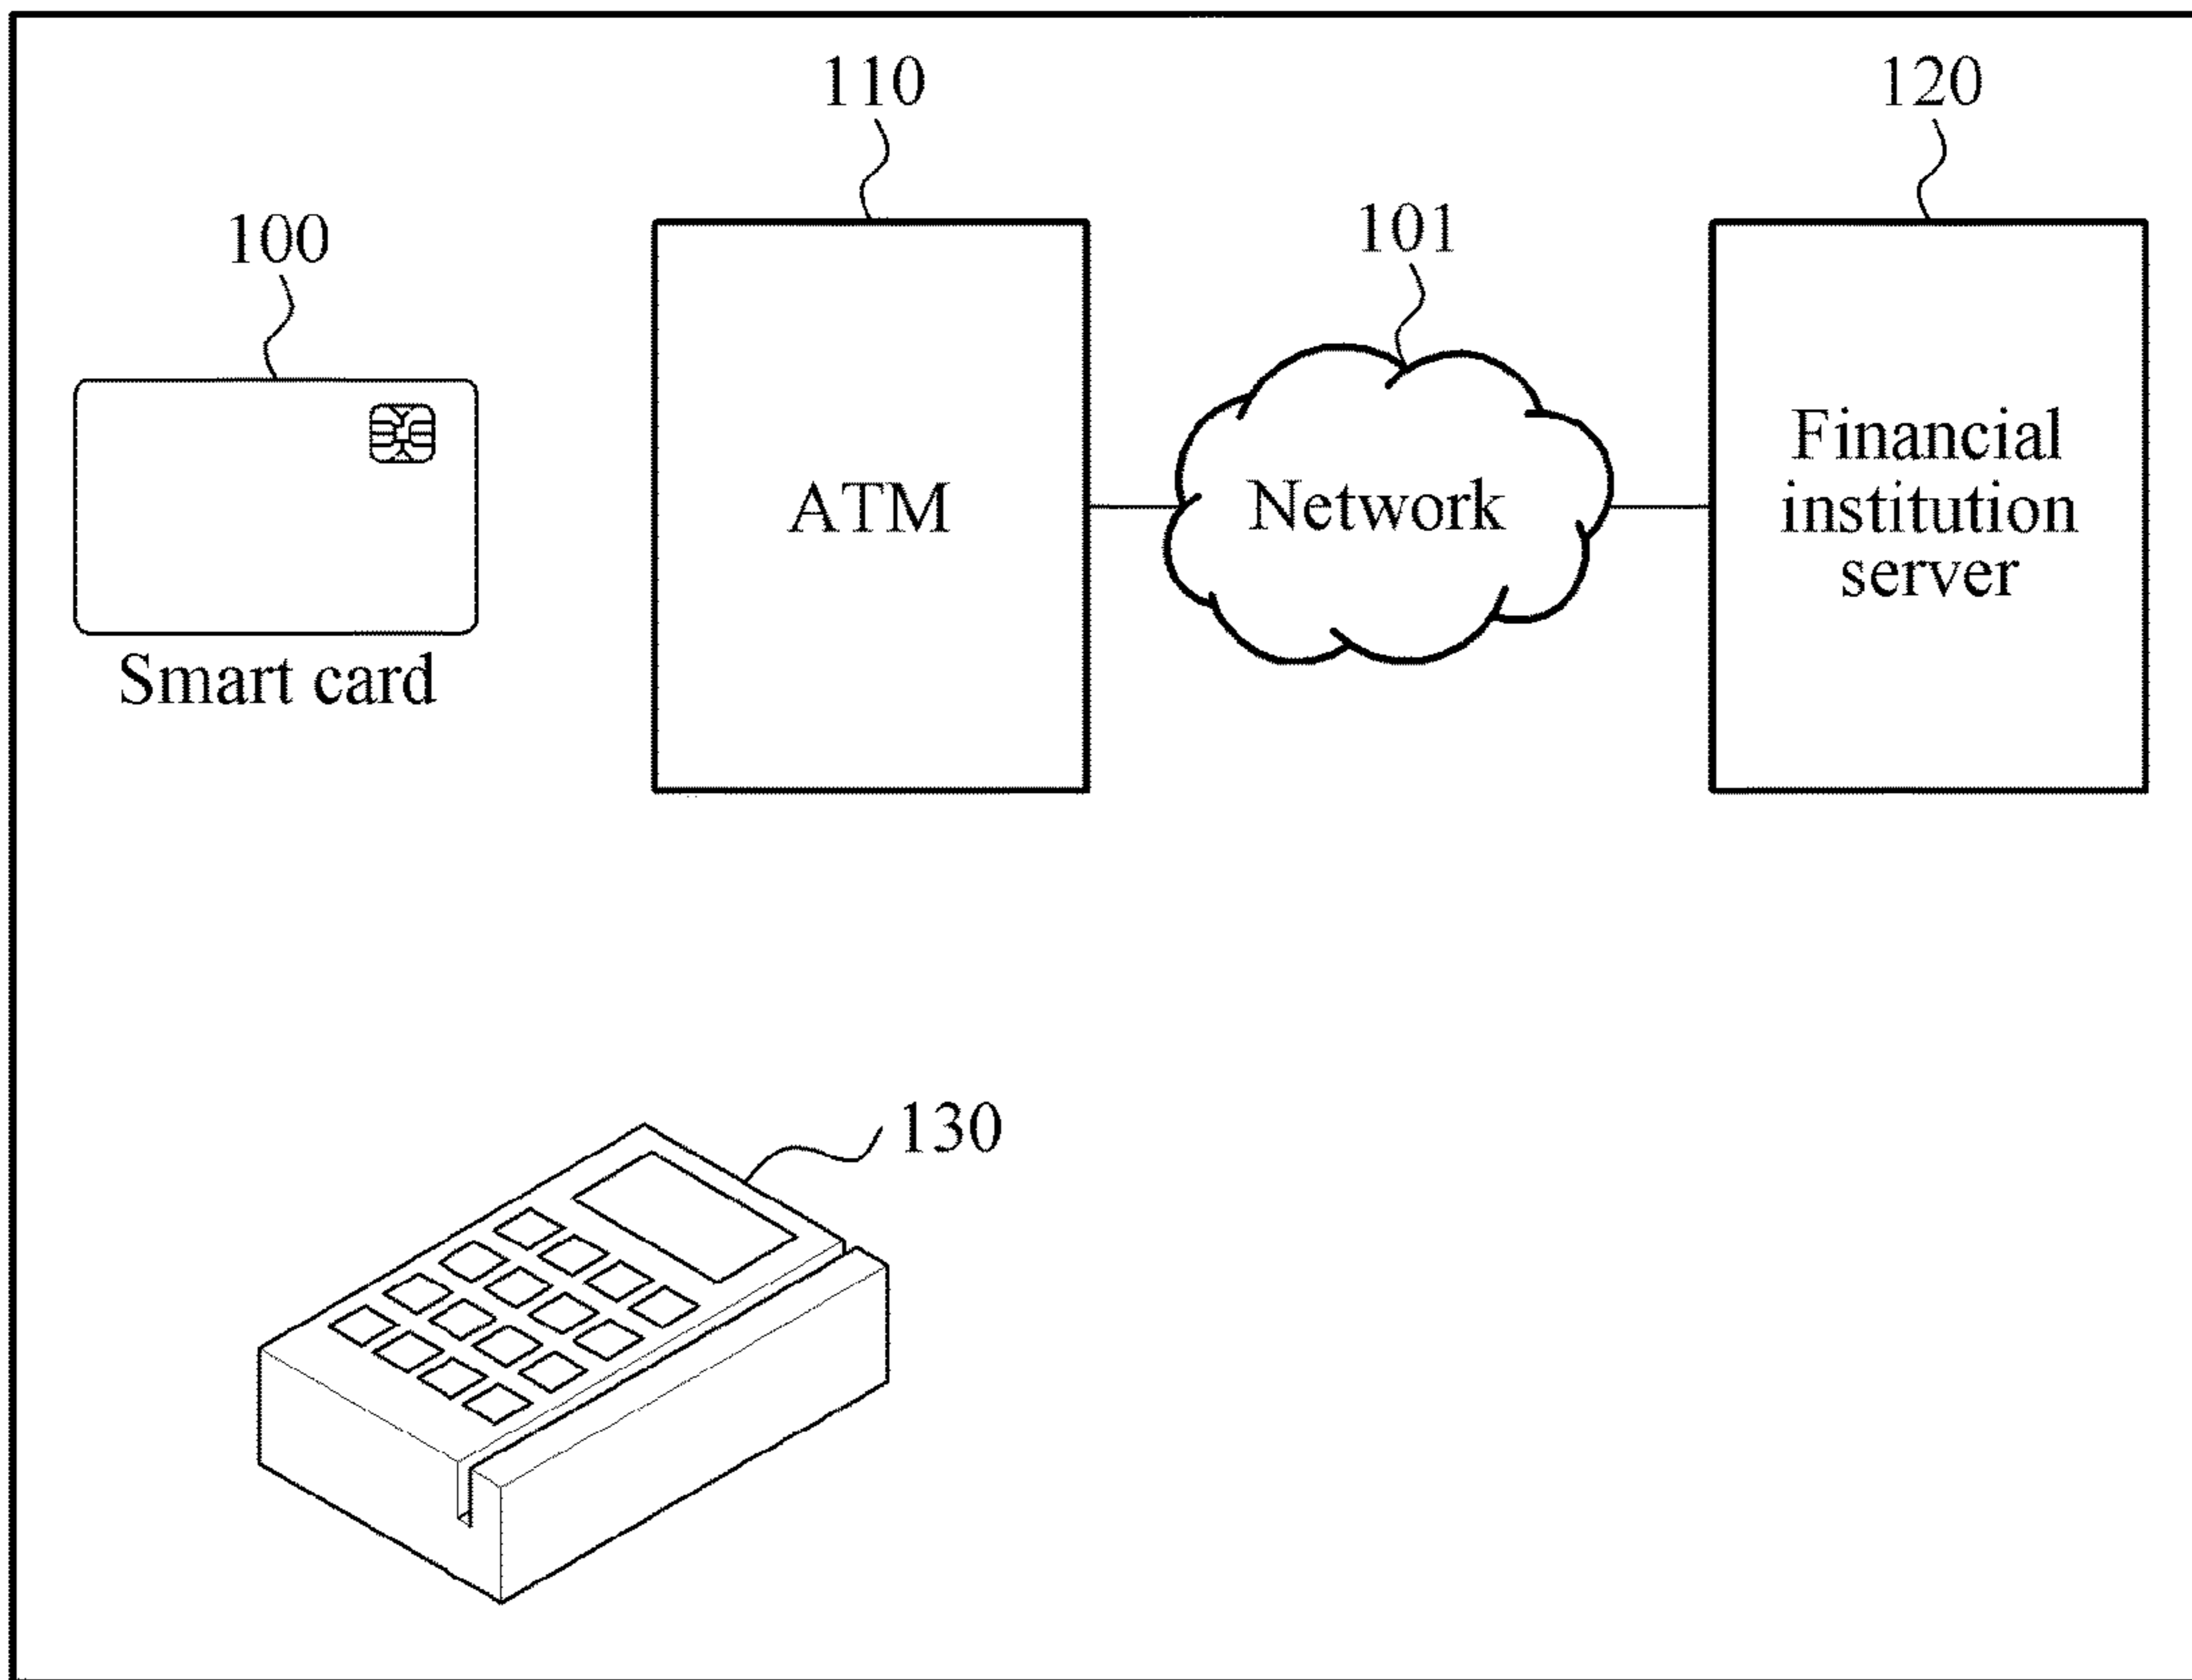 110
120
100
101
ATM
Network
Financial
institution
server
Smart card
130